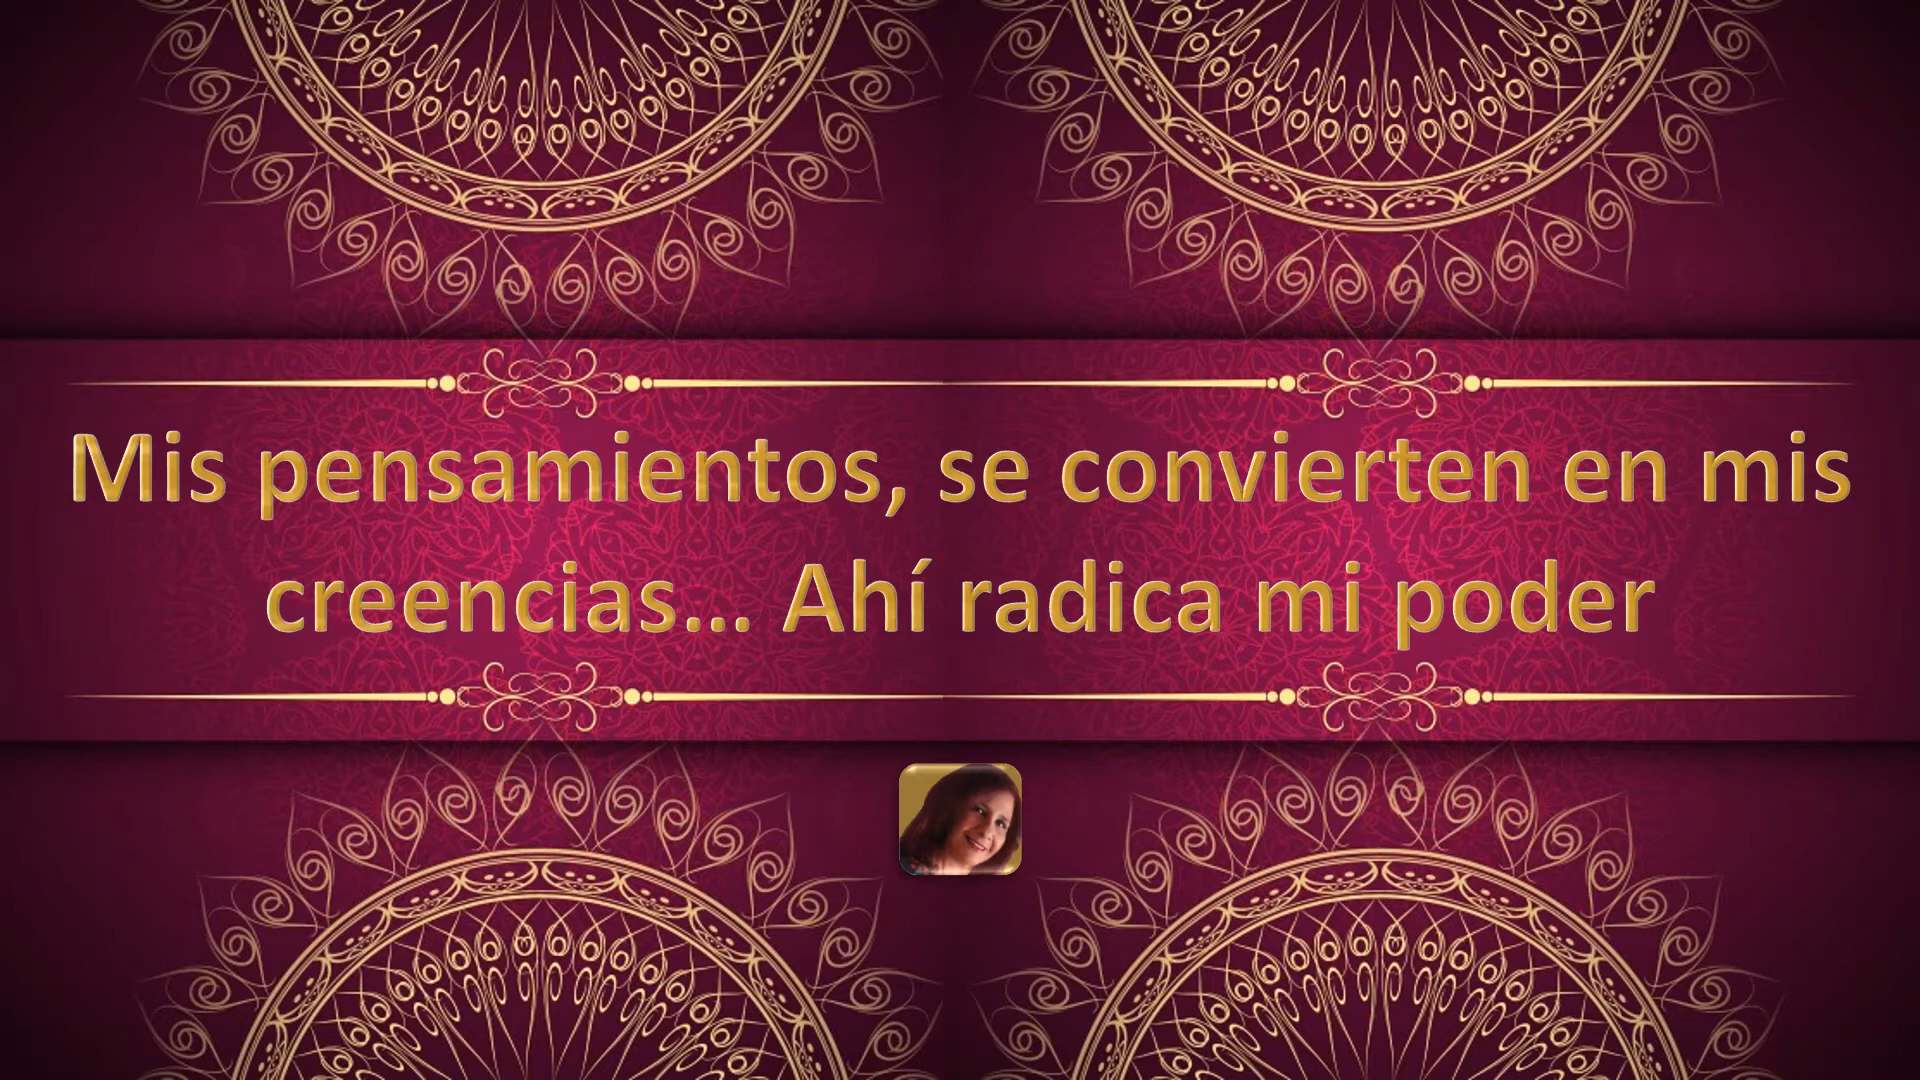 Mis pensamientos, se convierten en mis
creencias... Ahí radica mi poder